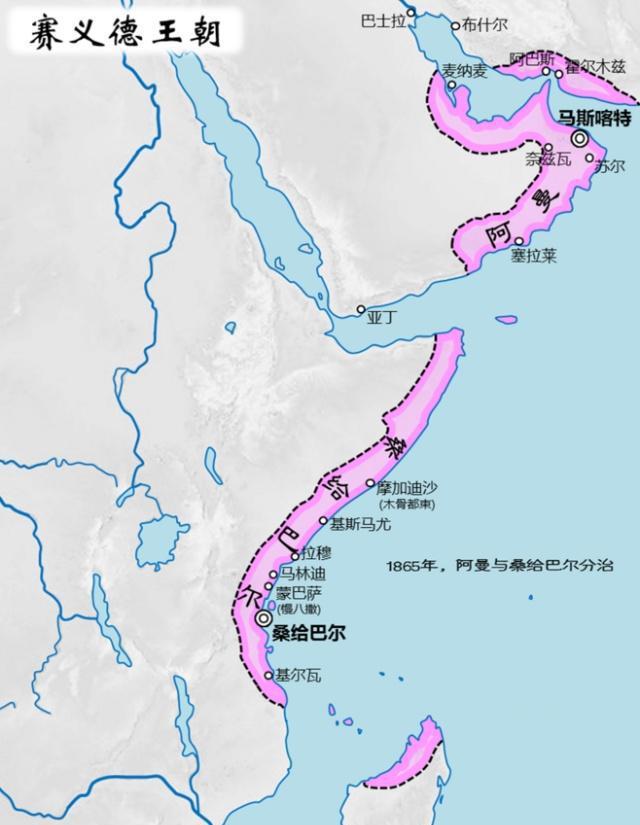 赛义德王朝
巴士拉
布什尔
麦纳麦
阿巴斯
霍尔木兹
马斯喀特
奈兹瓦
苏尔
阿曼
塞拉莱
亚丁
桑给巴尔
摩加迪沙
(木骨都束)
基斯马尤
拉穆
马林迪
蒙巴萨
(慢八撒)
桑给巴尔
基尔瓦
1865年，阿曼与桑给巴尔分治